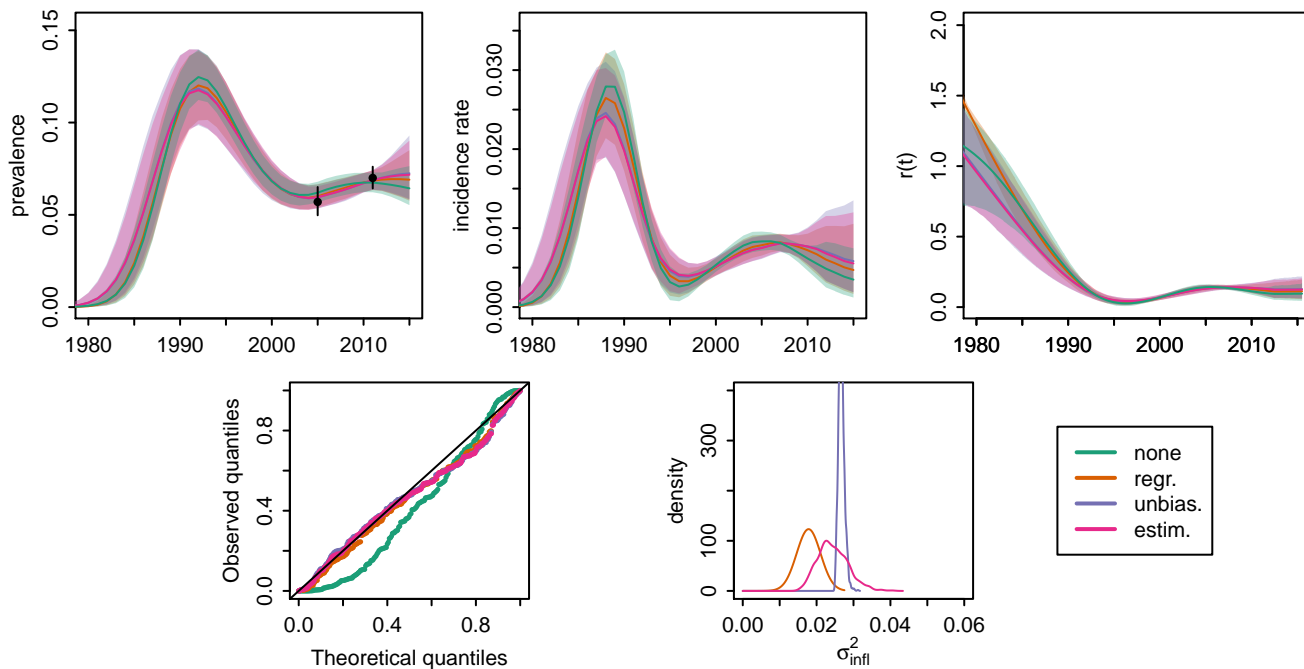 prevalence
0.00 0.05 0.10 0.15
1980 1990 2000 2010
incidence rate
0.000 0.010 0.020 0.030
1980 1990 2000 2010
r(t)
0.0 0.5 1.0 1.5 2.0
1980 1990 2000 2010
Observed quantiles
0.0 0.4 0.8
0.0 0.4 0.8
Theoretical quantiles
density
0 100 300
0.00 0.02 0.04 0.06
σ²infl
none
regr.
unbias.
estim.